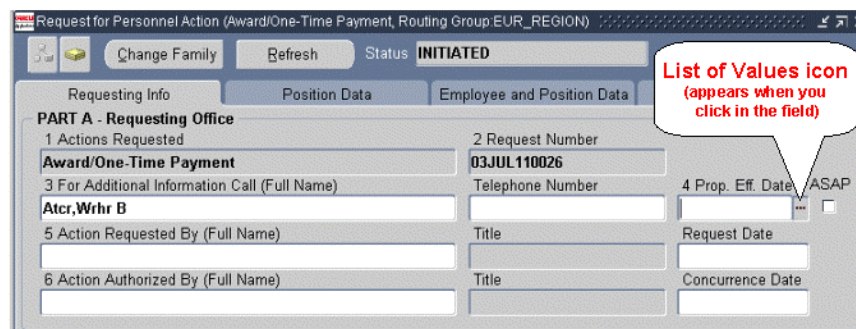 Request for Personnel Action (Award/One-Time Payment, Routing Group:EUR_REGION)
Change Family
Refresh
Status INITIATED
List of Values icon
(appears when you
click in the field)
Requesting Info
Position Data
Employee and Position Data
PART A - Requesting Office
1 Actions Requested
2 Request Number
Award/One-Time Payment
03JUL110026
3 For Additional Information Call (Full Name)
Telephone Number
4 Prop. Eff. Date
ASAP
Atcr,Wrhr B
...
5 Action Requested By (Full Name)
Title
Request Date
6 Action Authorized By (Full Name)
Title
Concurrence Date